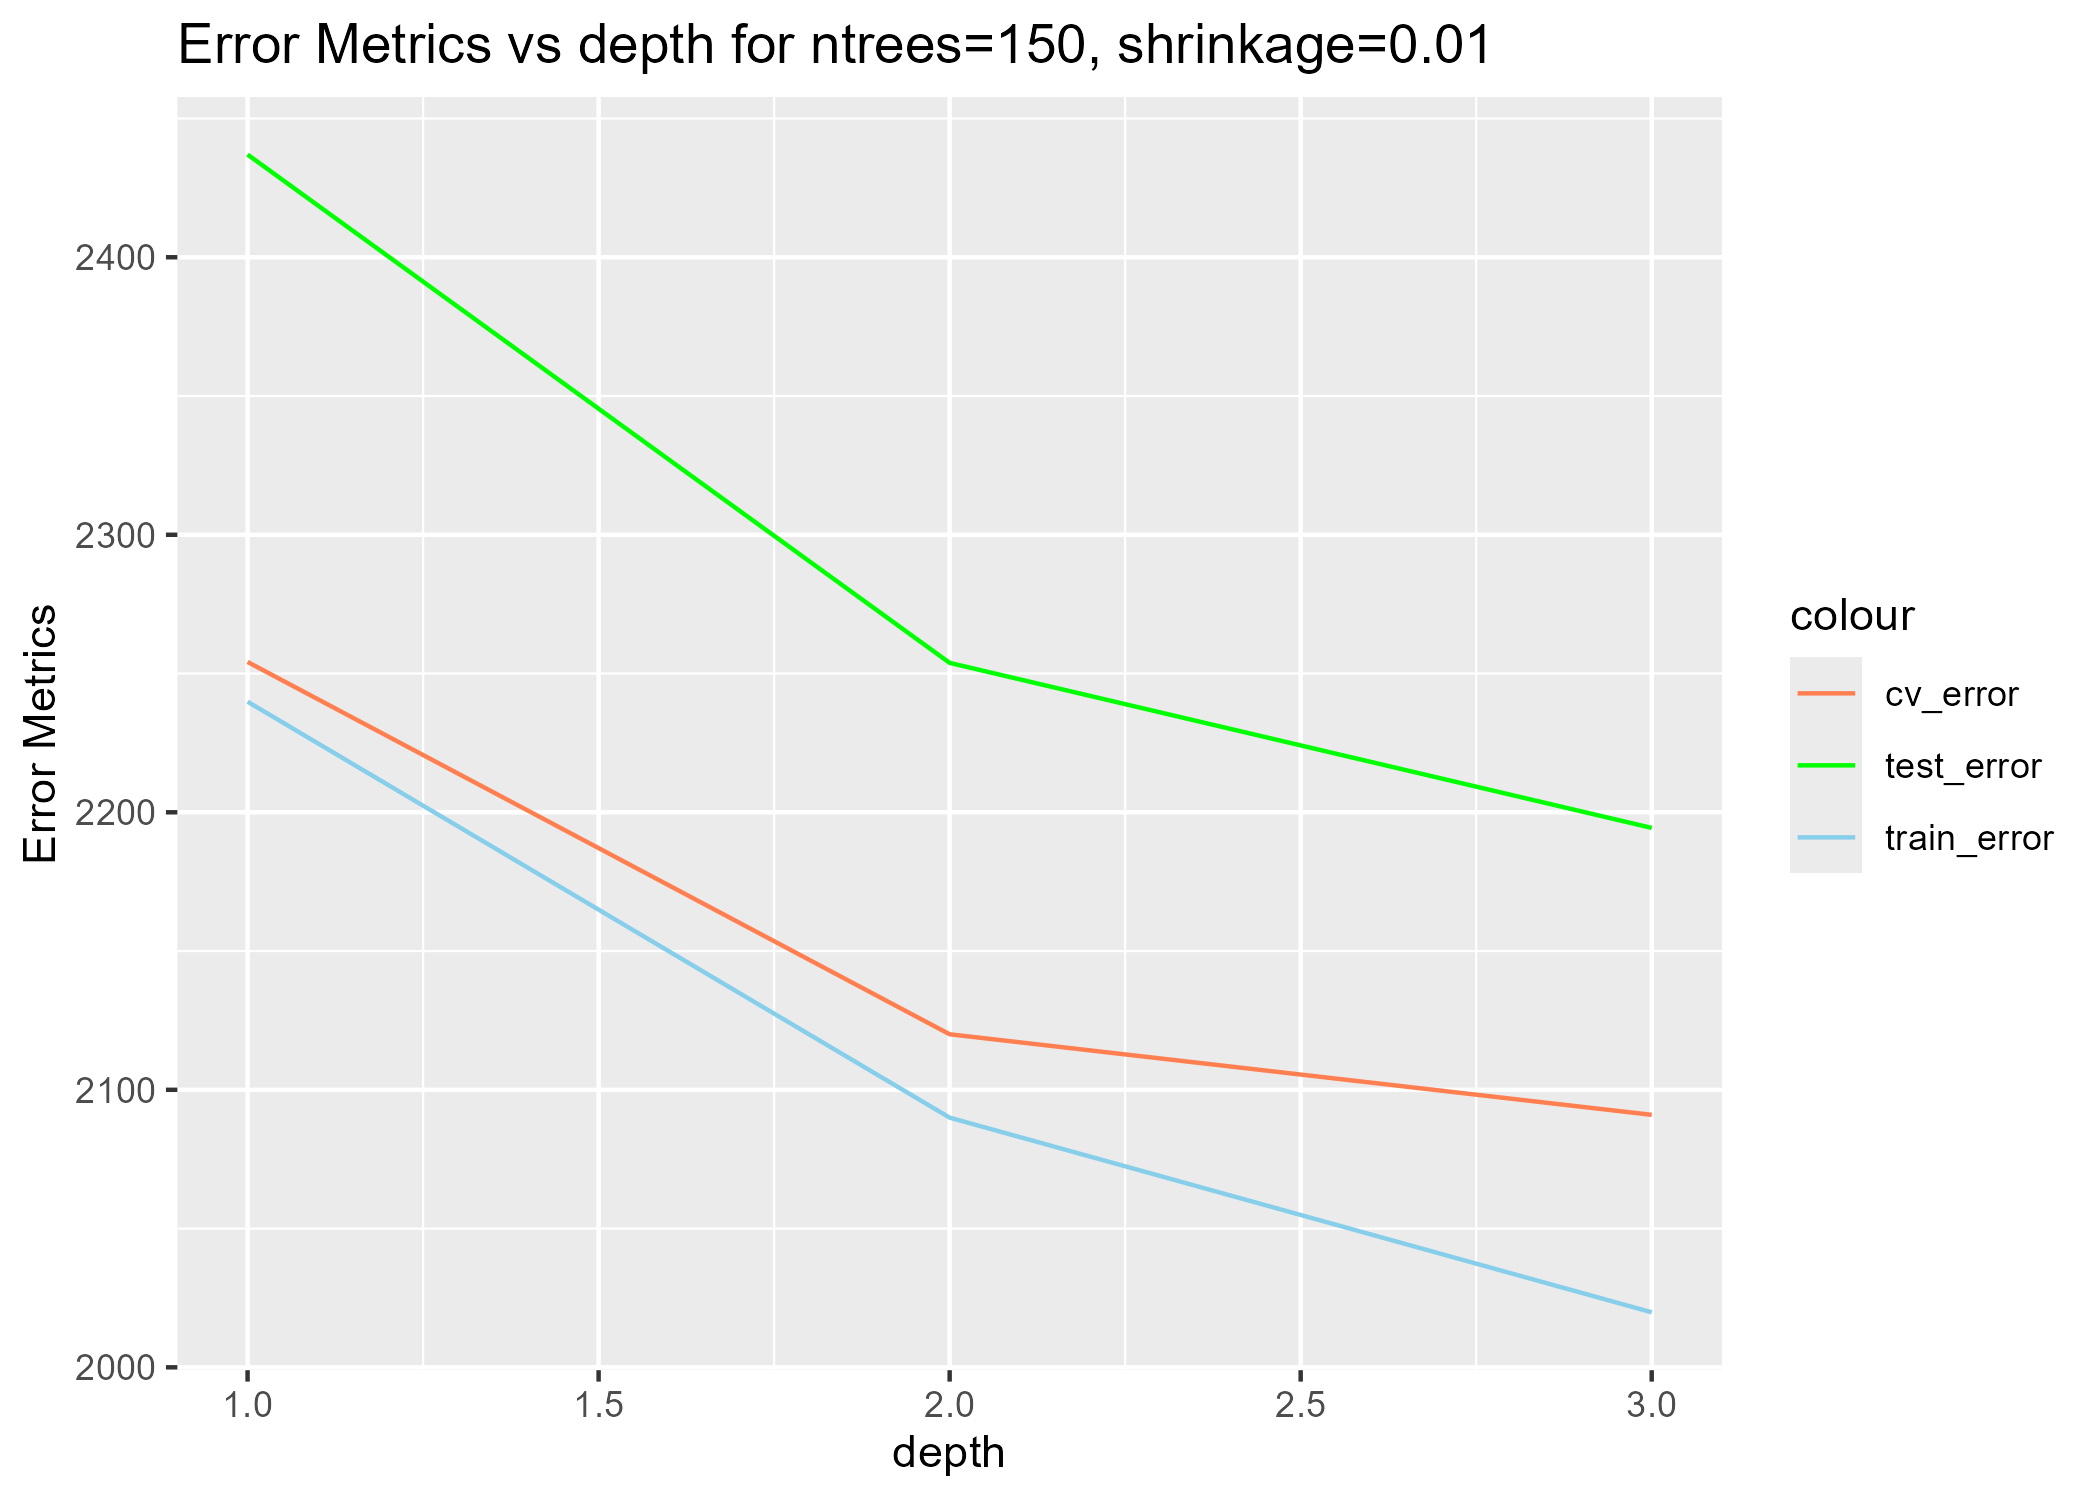 Error Metrics vs depth for ntrees=150, shrinkage=0.01
Error Metrics
2400
2300
2200
2100
2000
1.0 1.5 2.0 2.5 3.0
depth
colour
cv_error
test_error
train_error